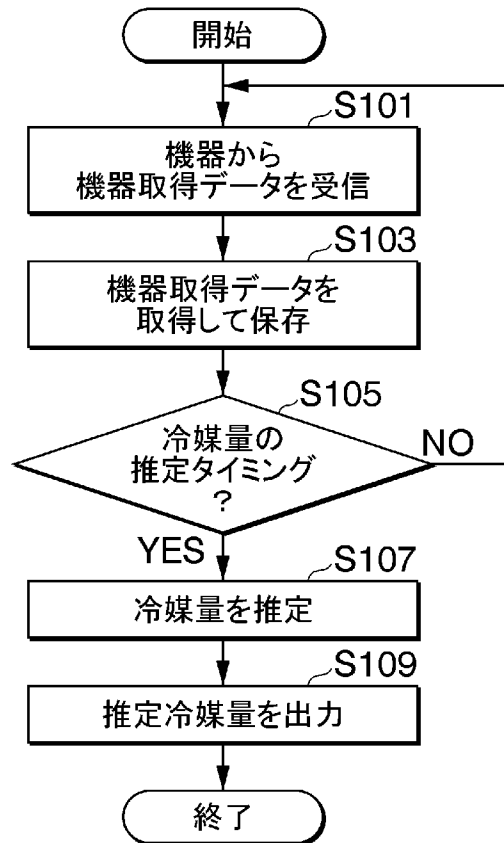 開始
S101
機器から
機器取得データを受信
S103
機器取得データを
取得して保存
S105
冷媒量の
推定タイミング
?
NO
YES
S107
冷媒量を推定
S109
推定冷媒量を出力
終了